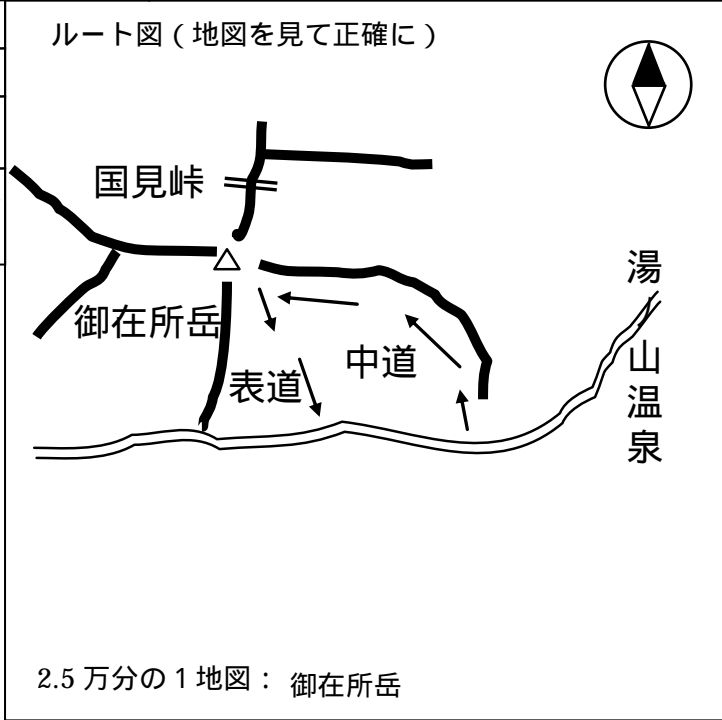 ルート図（地図を見て正確に）
国見峠
御在所岳
表道
中道
湯山温泉
2.5 万分の１地図： 御在所岳